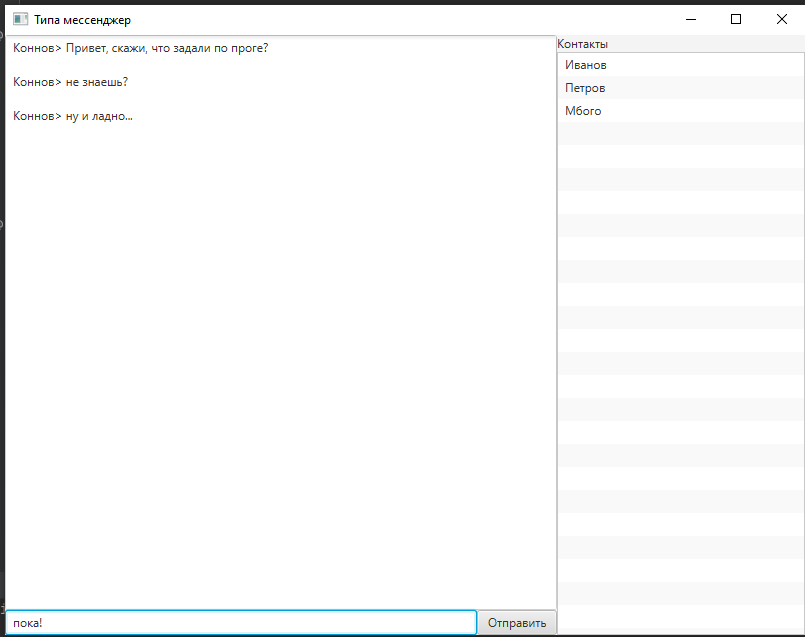 Типа мессенджер
Коннов> Привет, скажи, что задали по проге?
Коннов> не знаешь?
Коннов> ну и ладно...
пока!
Отправить
Контакты
Иванов
Петров
Мбого